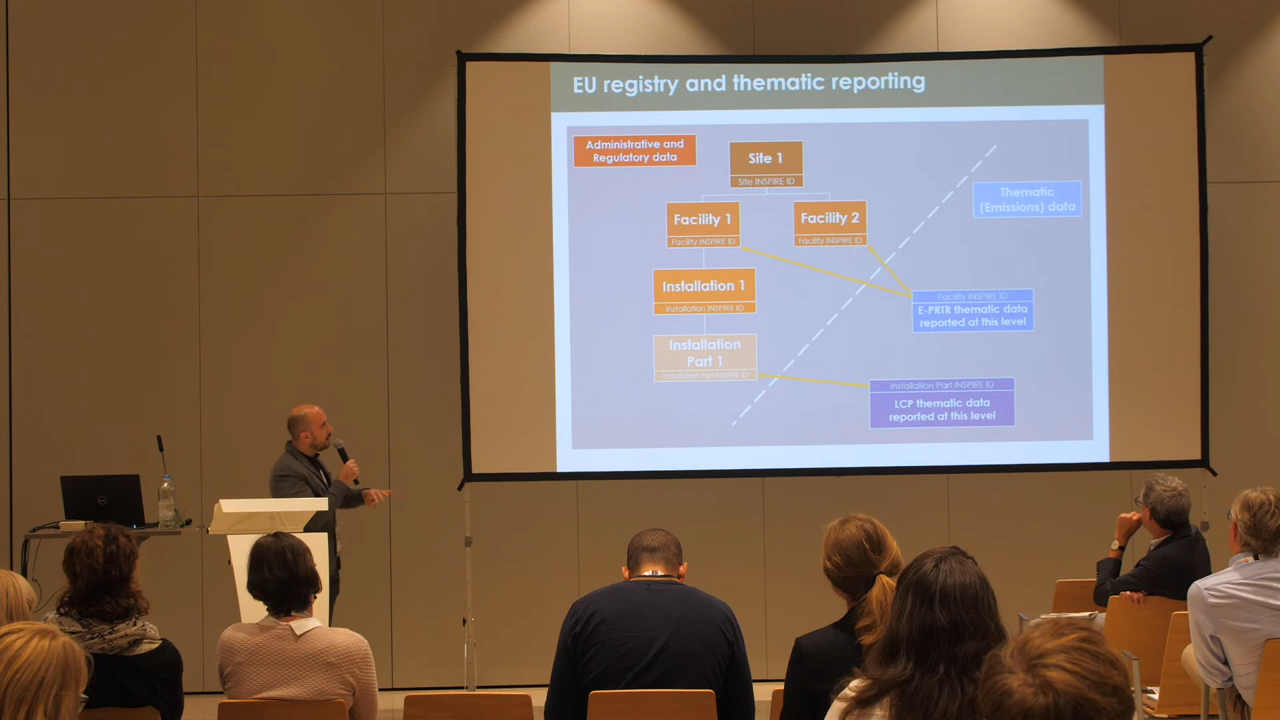 EU registry and thematic reporting
Administrative and
Regulatory data
Site 1
Site INSPIRE ID
Thematic
(Emissions) data
Facility 1
Facility INSPIRE ID
Facility 2
Facility INSPIRE ID
Installation 1
Installation INSPIRE ID
Facility INSPIRE ID
E-PRTR thematic data
reported at this level
Installation
Part 1
Installation Part INSPIRE ID
Installation Part INSPIRE ID
LCP thematic data
reported at this level